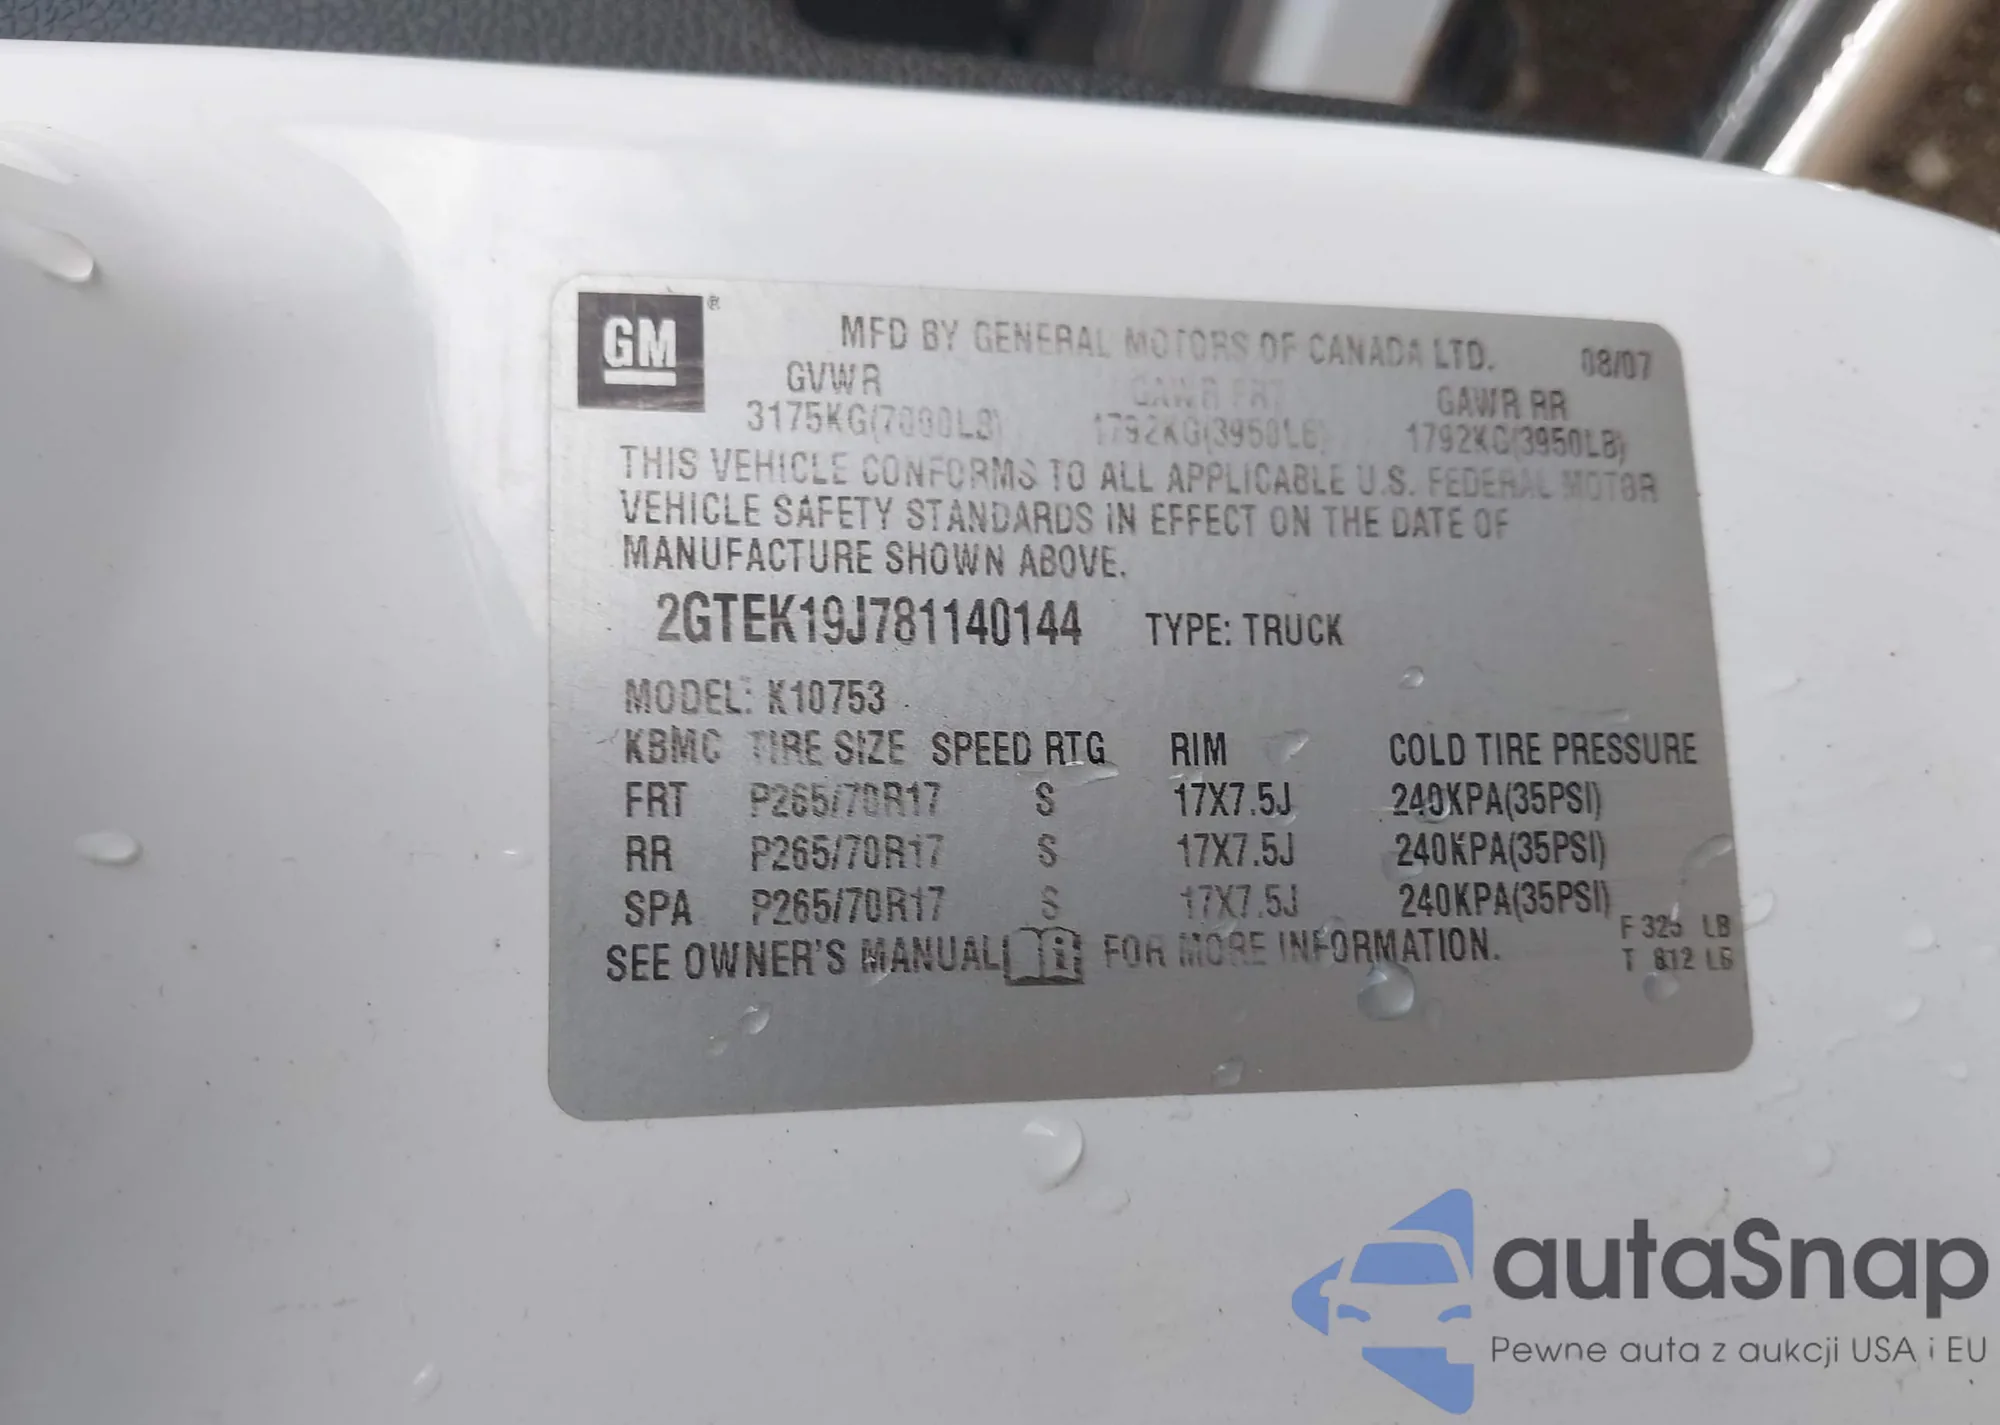 GM®
MFD BY GENERAL MOTORS OF CANADA LTD. 08/07
GVWR GAWR FRT GAWR RR
3175KG(7000LB) 1792KG(3950LB) 1792KG(3950LB)
THIS VEHICLE CONFORMS TO ALL APPLICABLE U.S. FEDERAL MOTOR
VEHICLE SAFETY STANDARDS IN EFFECT ON THE DATE OF
MANUFACTURE SHOWN ABOVE.
2GTEK19J781140144 TYPE: TRUCK
MODEL: K10753
KBMC TIRE SIZE SPEED RTG RIM COLD TIRE PRESSURE
FRT P265/70R17 S 17X7.5J 240KPA(35PSI)
RR P265/70R17 S 17X7.5J 240KPA(35PSI)
SPA P265/70R17 S 17X7.5J 240KPA(35PSI)
SEE OWNER'S MANUAL i FOR MORE INFORMATION.
F 325 LB
T 812 LB
autaSnap
Pewne auta z aukcji USA i EU